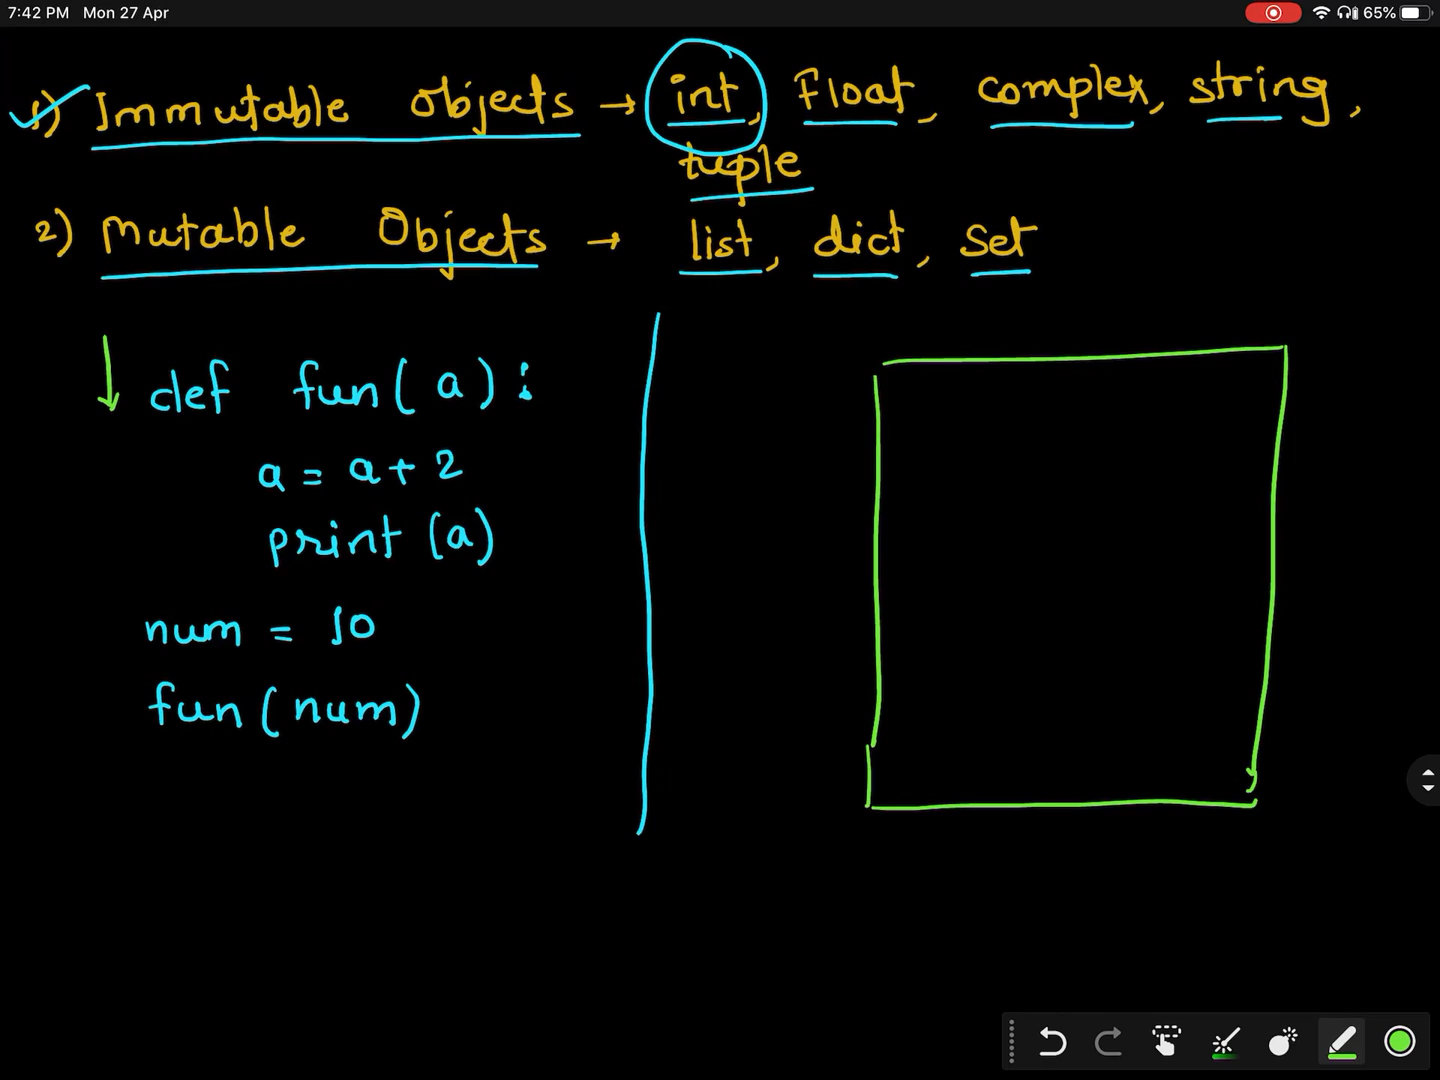 7:42 PM Mon 27 Apr 65%
1) Immutable Objects → int, Float, complex, string,
tuple
2) Mutable Objects → list, dict, set
def fun(a):
a = a + 2
print (a)
num = 10
fun(num)